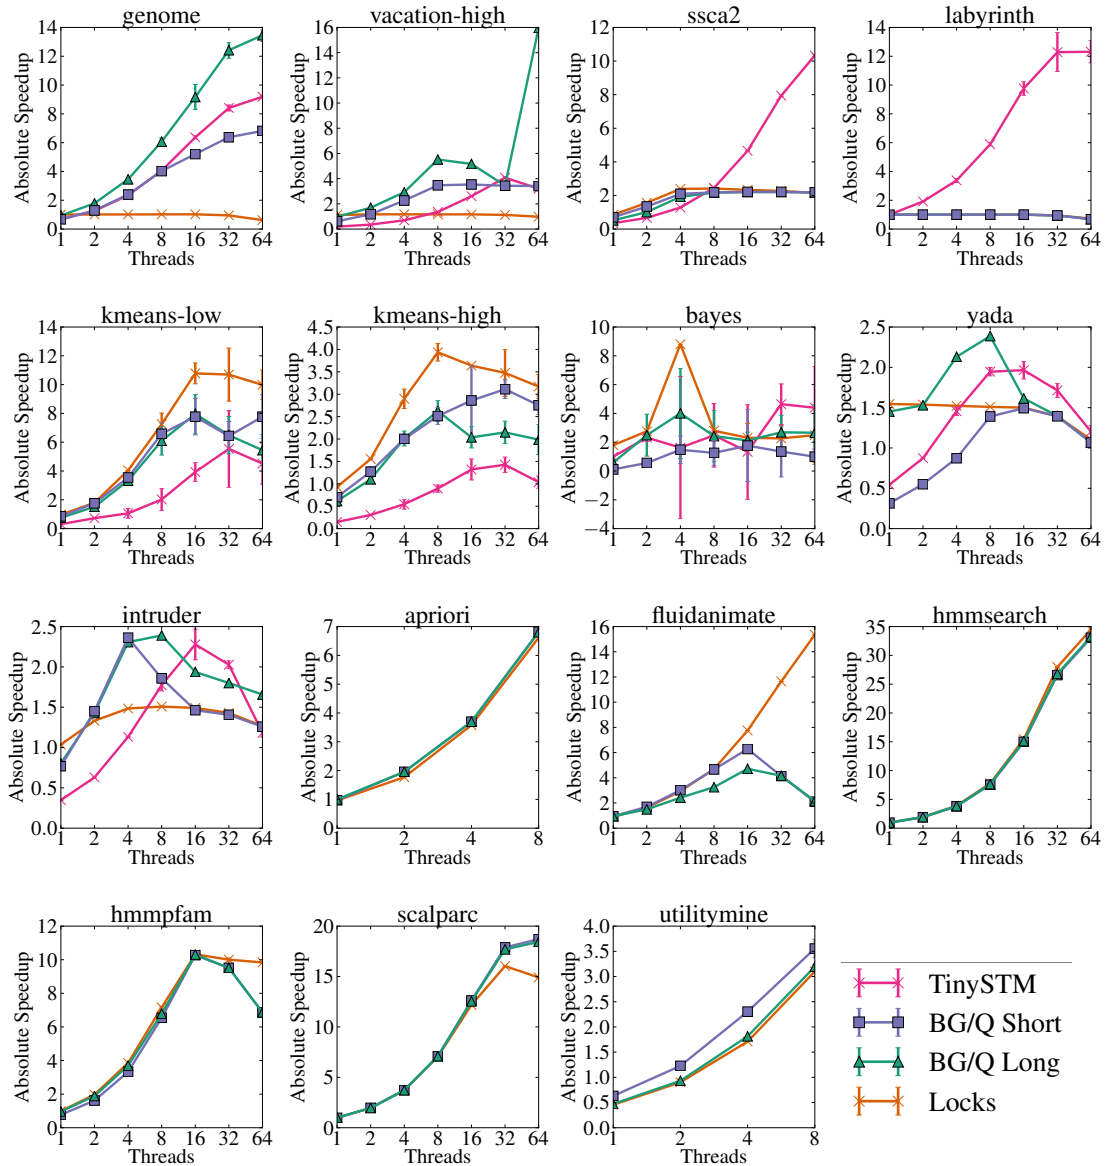 genome
14
12
10
8
6
4
2
0
Absolute Speedup
1 2 4 8 16 32 64
Threads
vacation-high
16
14
12
10
8
6
4
2
0
Absolute Speedup
1 2 4 8 16 32 64
Threads
ssca2
12
10
8
6
4
2
0
Absolute Speedup
1 2 4 8 16 32 64
Threads
labyrinth
14
12
10
8
6
4
2
0
Absolute Speedup
1 2 4 8 16 32 64
Threads
kmeans-low
14
12
10
8
6
4
2
0
Absolute Speedup
1 2 4 8 16 32 64
Threads
kmeans-high
4.5
4.0
3.5
3.0
2.5
2.0
1.5
1.0
0.5
0.0
Absolute Speedup
1 2 4 8 16 32 64
Threads
bayes
10
8
6
4
2
0
−2
−4
Absolute Speedup
1 2 4 8 16 32 64
Threads
yada
2.5
2.0
1.5
1.0
0.5
0.0
Absolute Speedup
1 2 4 8 16 32 64
Threads
intruder
2.5
2.0
1.5
1.0
0.5
0.0
Absolute Speedup
1 2 4 8 16 32 64
Threads
apriori
7
6
5
4
3
2
1
0
Absolute Speedup
1 2 4 8
Threads
fluidanimate
16
14
12
10
8
6
4
2
0
Absolute Speedup
1 2 4 8 16 32 64
Threads
hmmsearch
35
30
25
20
15
10
5
0
Absolute Speedup
1 2 4 8 16 32 64
Threads
hmmpfam
12
10
8
6
4
2
0
Absolute Speedup
1 2 4 8 16 32 64
Threads
scalparc
20
15
10
5
0
Absolute Speedup
1 2 4 8 16 32 64
Threads
utilitymine
4.0
3.5
3.0
2.5
2.0
1.5
1.0
0.5
0.0
Absolute Speedup
1 2 4 8
Threads
TinySTM
BG/Q Short
BG/Q Long
Locks